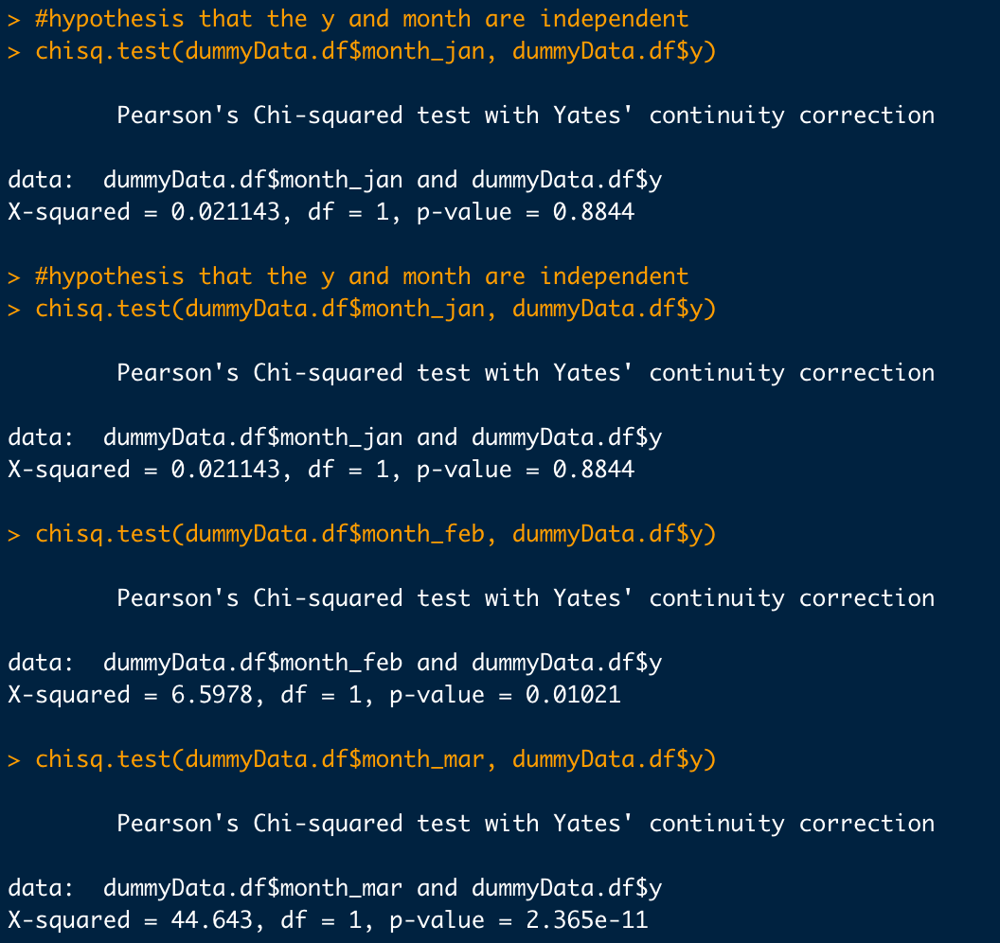 > #hypothesis that the y and month are independent
> chisq.test(dummyData.df$month_jan, dummyData.df$y)
Pearson's Chi-squared test with Yates' continuity correction
data:  dummyData.df$month_jan and dummyData.df$y
X-squared = 0.021143, df = 1, p-value = 0.8844
> #hypothesis that the y and month are independent
> chisq.test(dummyData.df$month_jan, dummyData.df$y)
Pearson's Chi-squared test with Yates' continuity correction
data:  dummyData.df$month_jan and dummyData.df$y
X-squared = 0.021143, df = 1, p-value = 0.8844
> chisq.test(dummyData.df$month_feb, dummyData.df$y)
Pearson's Chi-squared test with Yates' continuity correction
data:  dummyData.df$month_feb and dummyData.df$y
X-squared = 6.5978, df = 1, p-value = 0.01021
> chisq.test(dummyData.df$month_mar, dummyData.df$y)
Pearson's Chi-squared test with Yates' continuity correction
data:  dummyData.df$month_mar and dummyData.df$y
X-squared = 44.643, df = 1, p-value = 2.365e-11